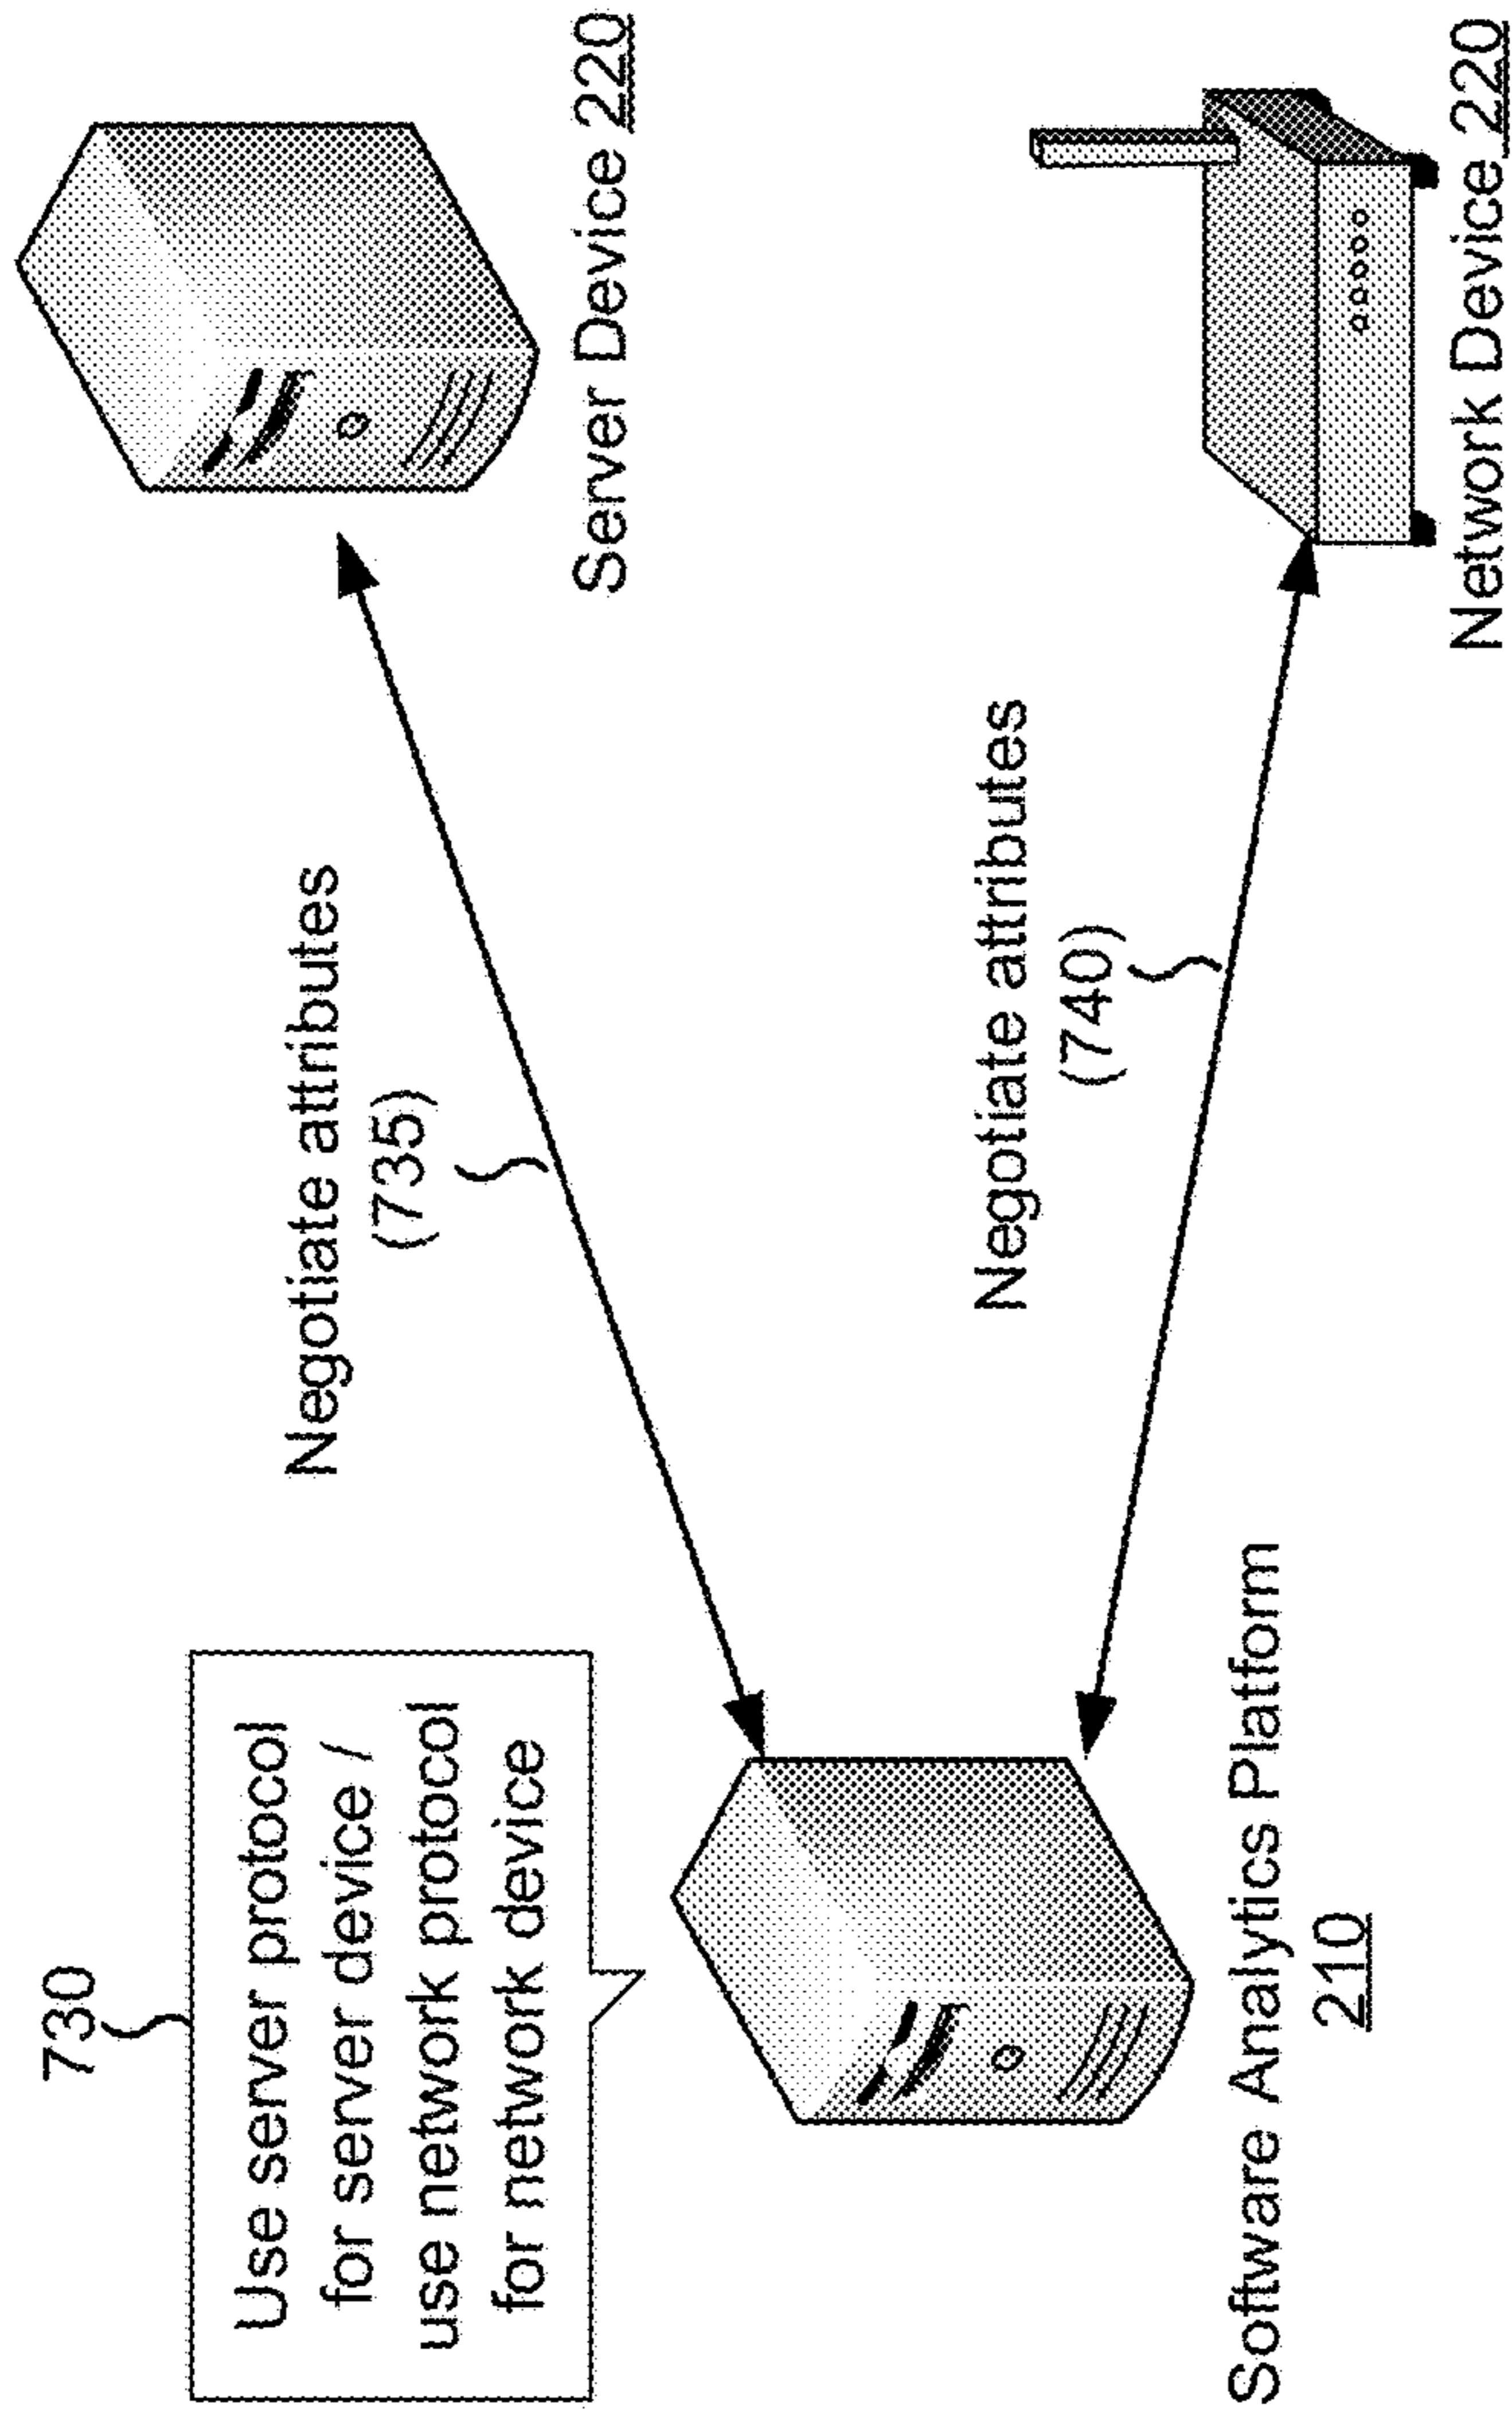 730
Use server protocol
for server device /
use network protocol
for network device
Negotiate attributes
(735)
Server Device 220
Negotiate attributes
(740)
Software Analytics Platform
210
Network Device 220